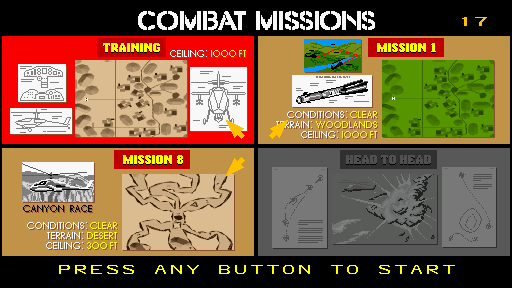 COMBAT MISSIONS
17
TRAINING
CEILING: 1000 FT
MISSION 1
CONDITIONS: CLEAR
TERRAIN: WOODLANDS
CEILING: 1000 FT
MISSION 8
CANYON RACE
CONDITIONS: CLEAR
TERRAIN: DESERT
CEILING: 300 FT
HEAD TO HEAD
PRESS ANY BUTTON TO START